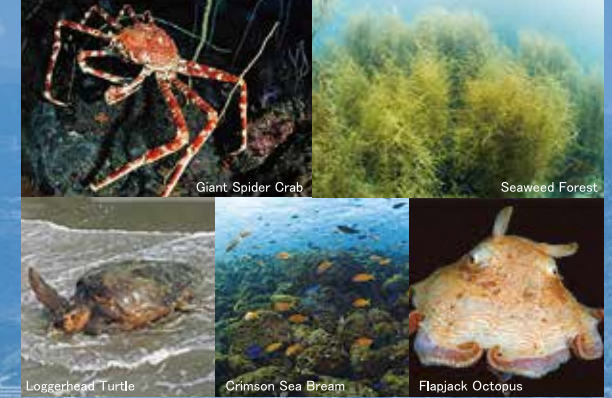 Giant Spider Crab
Seaweed Forest
Loggerhead Turtle
Crimson Sea Bream
Flapjack Octopus